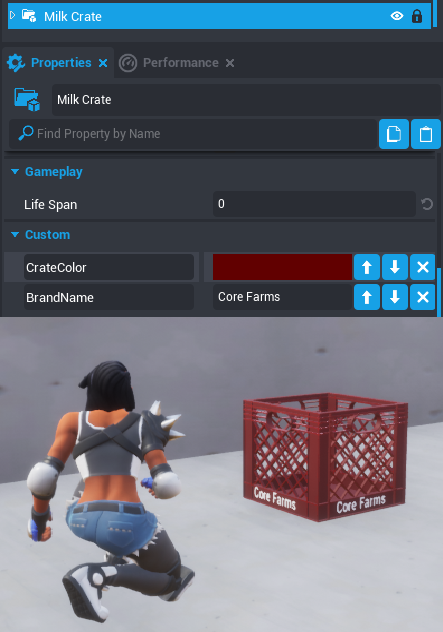 Milk Crate
Properties
Performance
Milk Crate
Find Property by Name
Gameplay
Life Span
0
Custom
CrateColor
BrandName
Core Farms
Core Farms
Core Farms